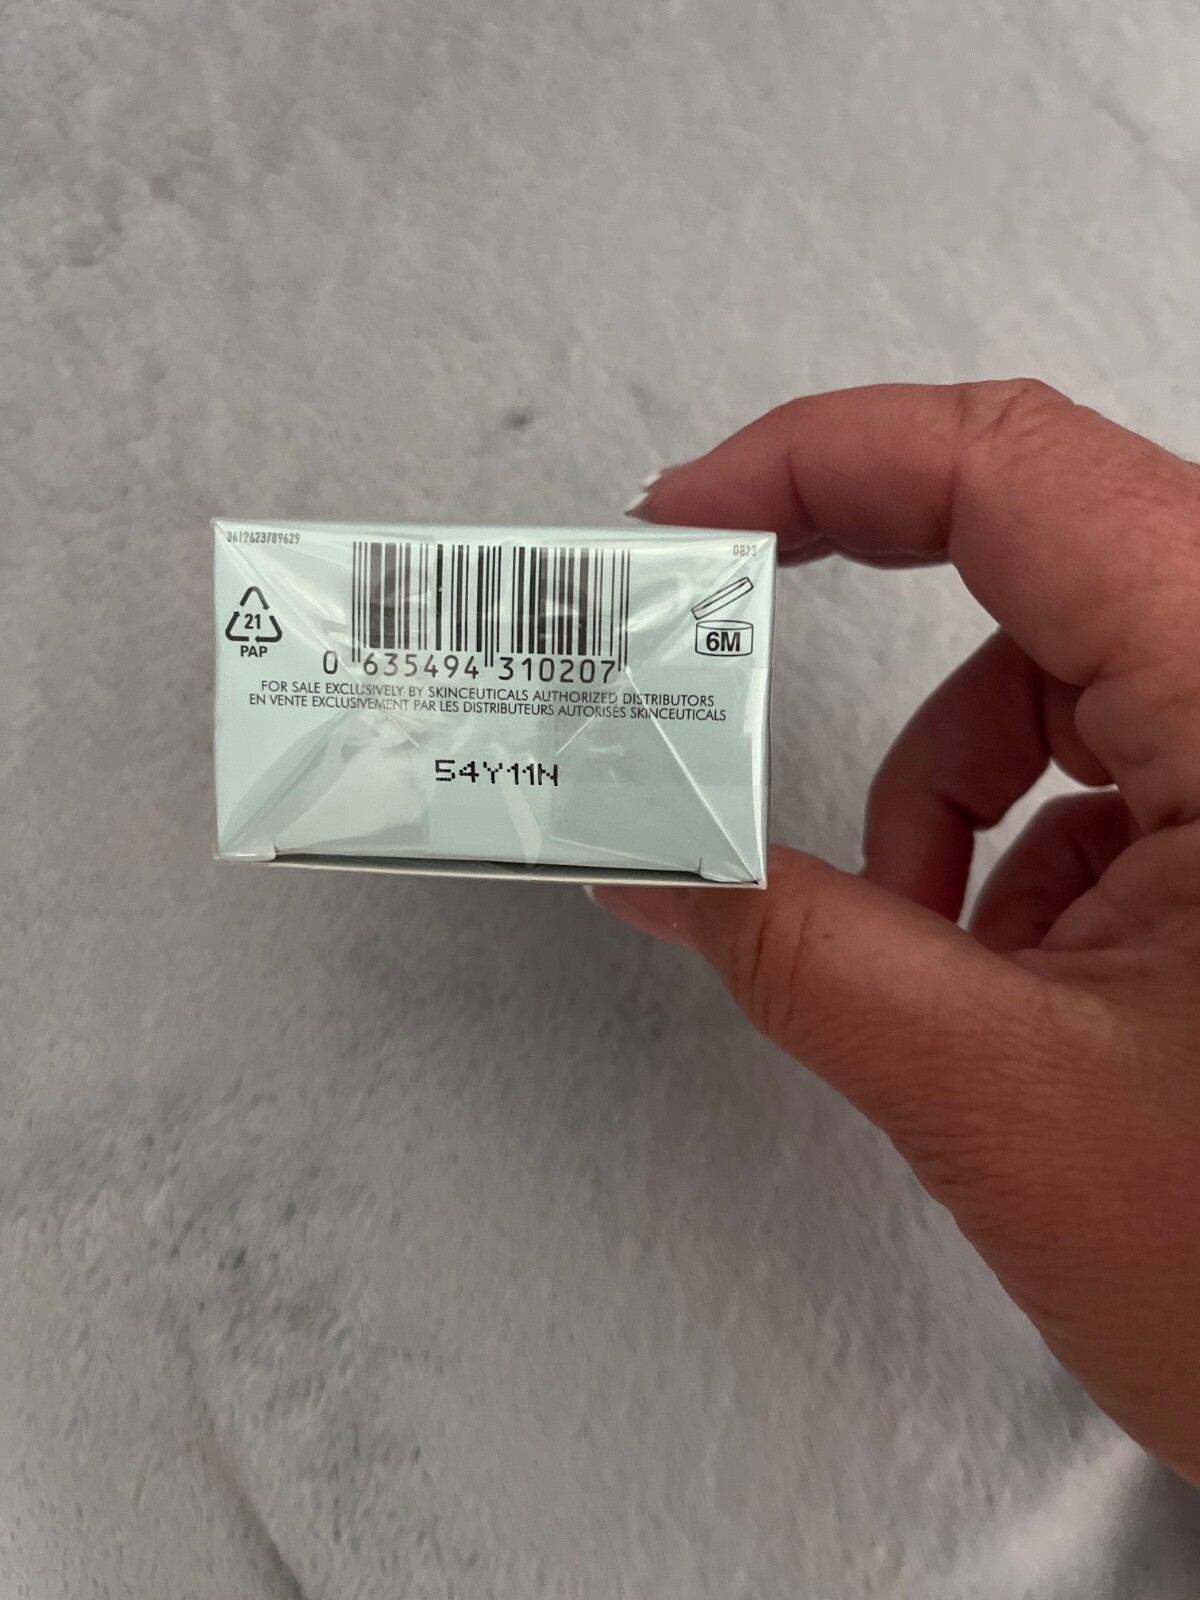 3612623789629
0823
21
PAP
6M
0 635494 310207
FOR SALE EXCLUSIVELY BY SKINCEUTICALS AUTHORIZED DISTRIBUTORS
EN VENTE EXCLUSIVEMENT PAR LES DISTRIBUTEURS AUTORISÉS SKINCEUTICALS
54Y11N